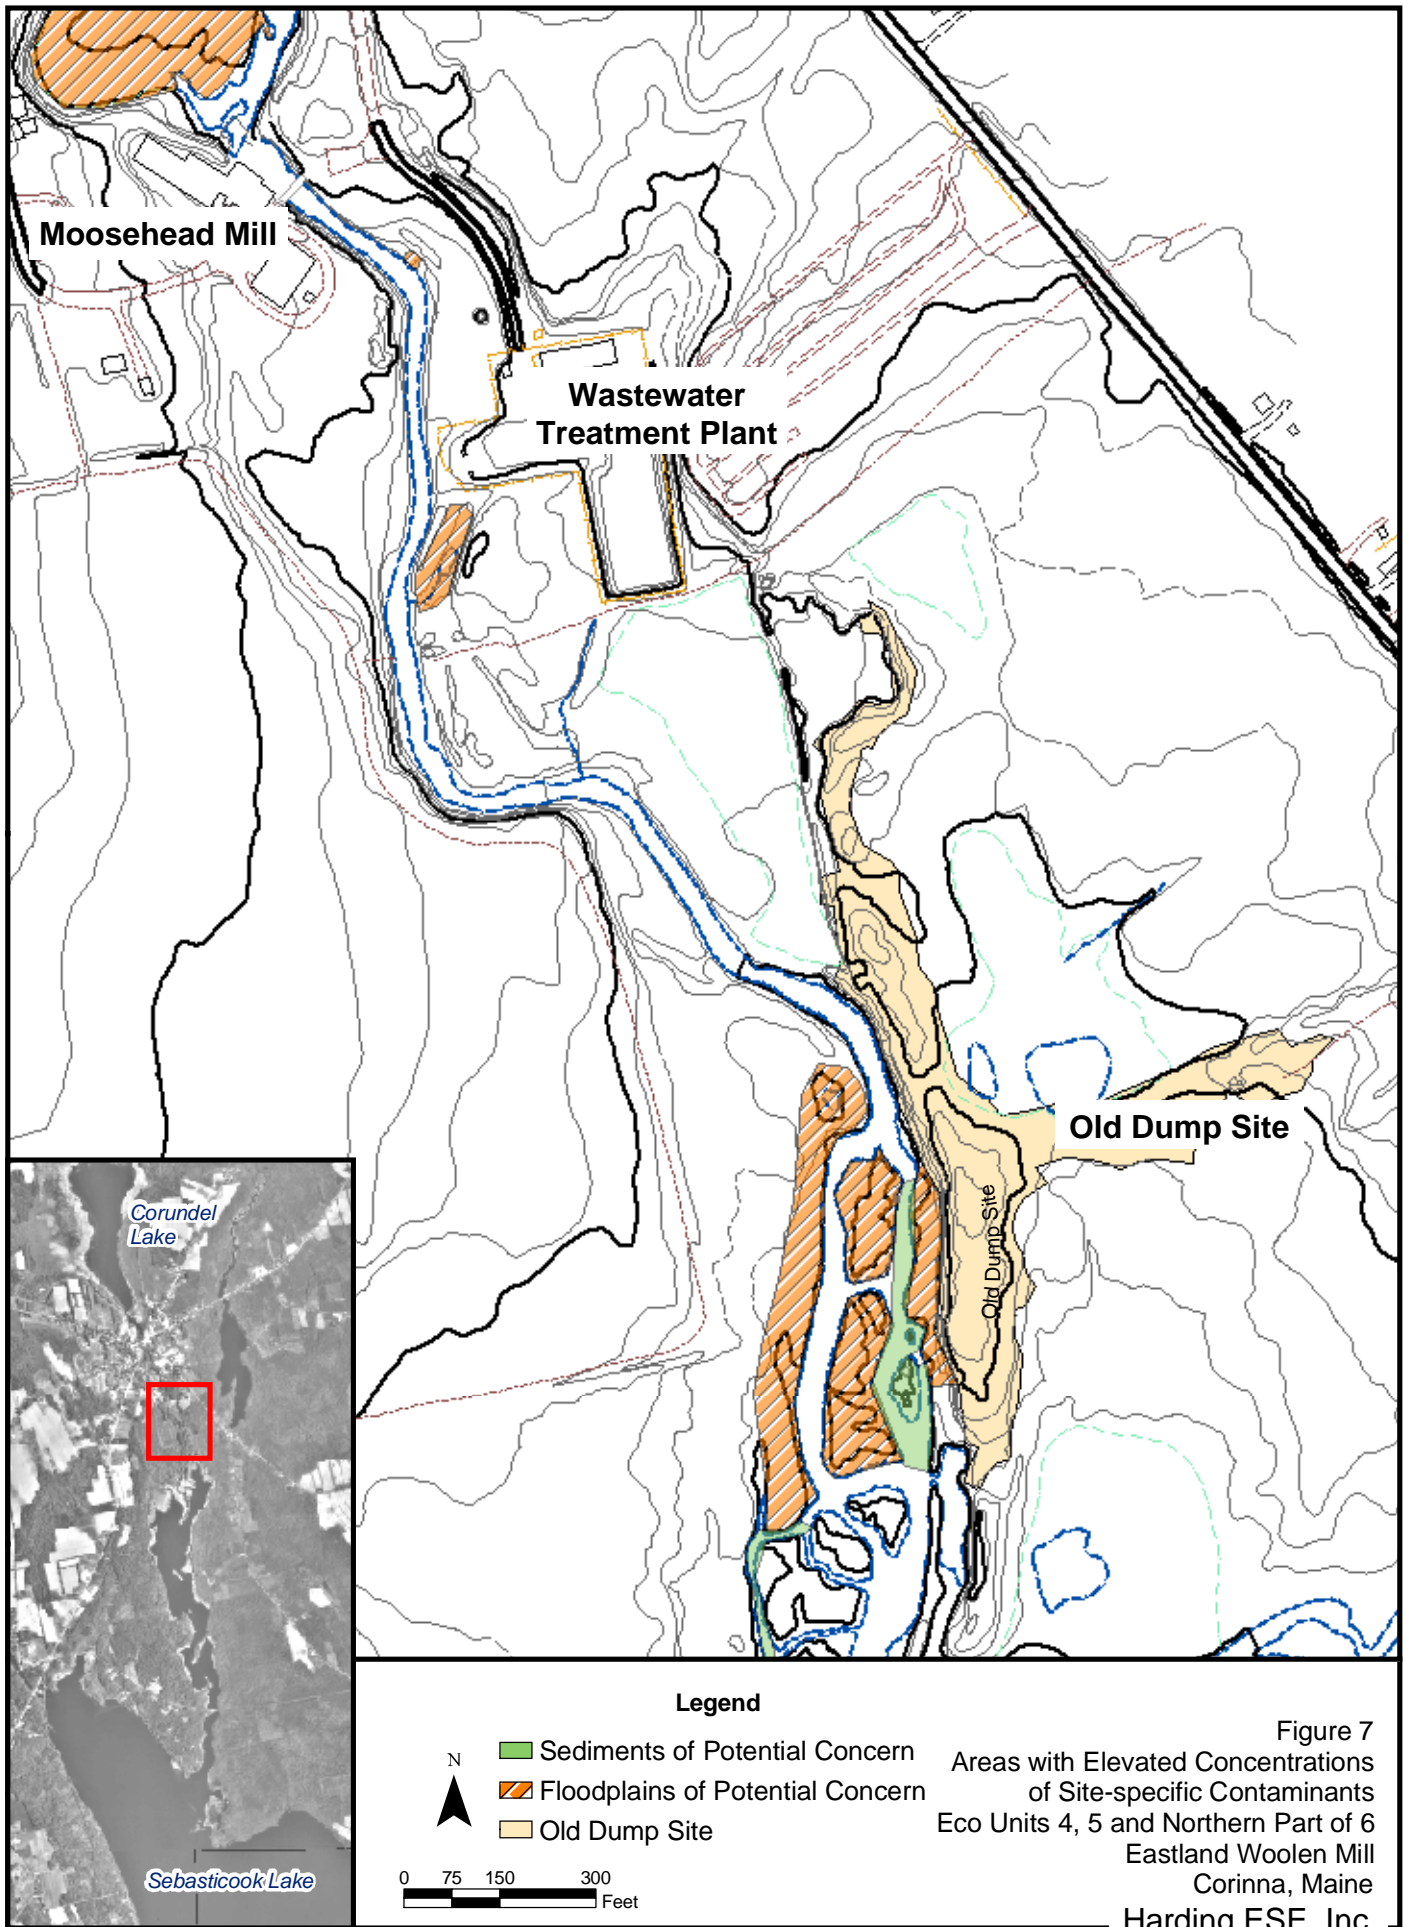 Moosehead Mill
Wastewater
Treatment Plant
Old Dump Site
Old Dump Site
Corundel
Lake
Sebasticook Lake
Legend
N
Sediments of Potential Concern
Floodplains of Potential Concern
Old Dump Site
0 75 150 300
Feet
Figure 7
Areas with Elevated Concentrations
of Site-specific Contaminants
Eco Units 4, 5 and Northern Part of 6
Eastland Woolen Mill
Corinna, Maine
Harding ESE, Inc.